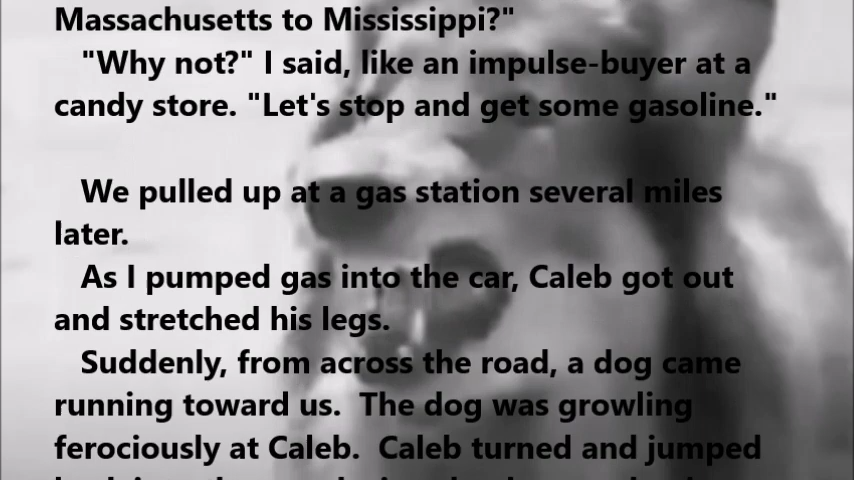 Massachusetts to Mississippi?"
"Why not?" I said, like an impulse-buyer at a
candy store. "Let's stop and get some gasoline."
We pulled up at a gas station several miles
later.
As I pumped gas into the car, Caleb got out
and stretched his legs.
Suddenly, from across the road, a dog came
running toward us.  The dog was growling
ferociously at Caleb.  Caleb turned and jumped